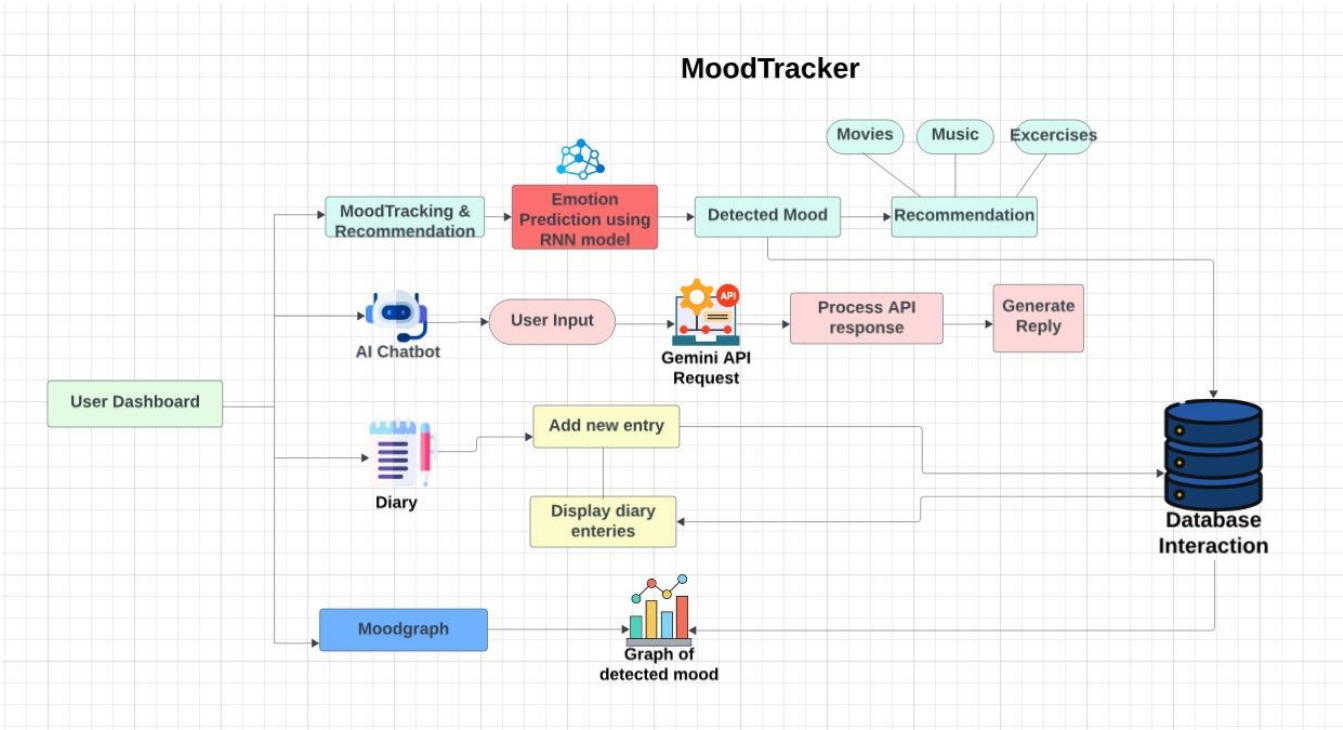 MoodTracker
Movies
Music
Excercises
MoodTracking &
Recommendation
Emotion
Prediction using
RNN model
Detected Mood
Recommendation
AI Chatbot
User Input
API
Gemini API
Request
Process API
response
Generate
Reply
User Dashboard
Diary
Add new entry
Display diary
enteries
Database
Interaction
Moodgraph
Graph of
detected mood